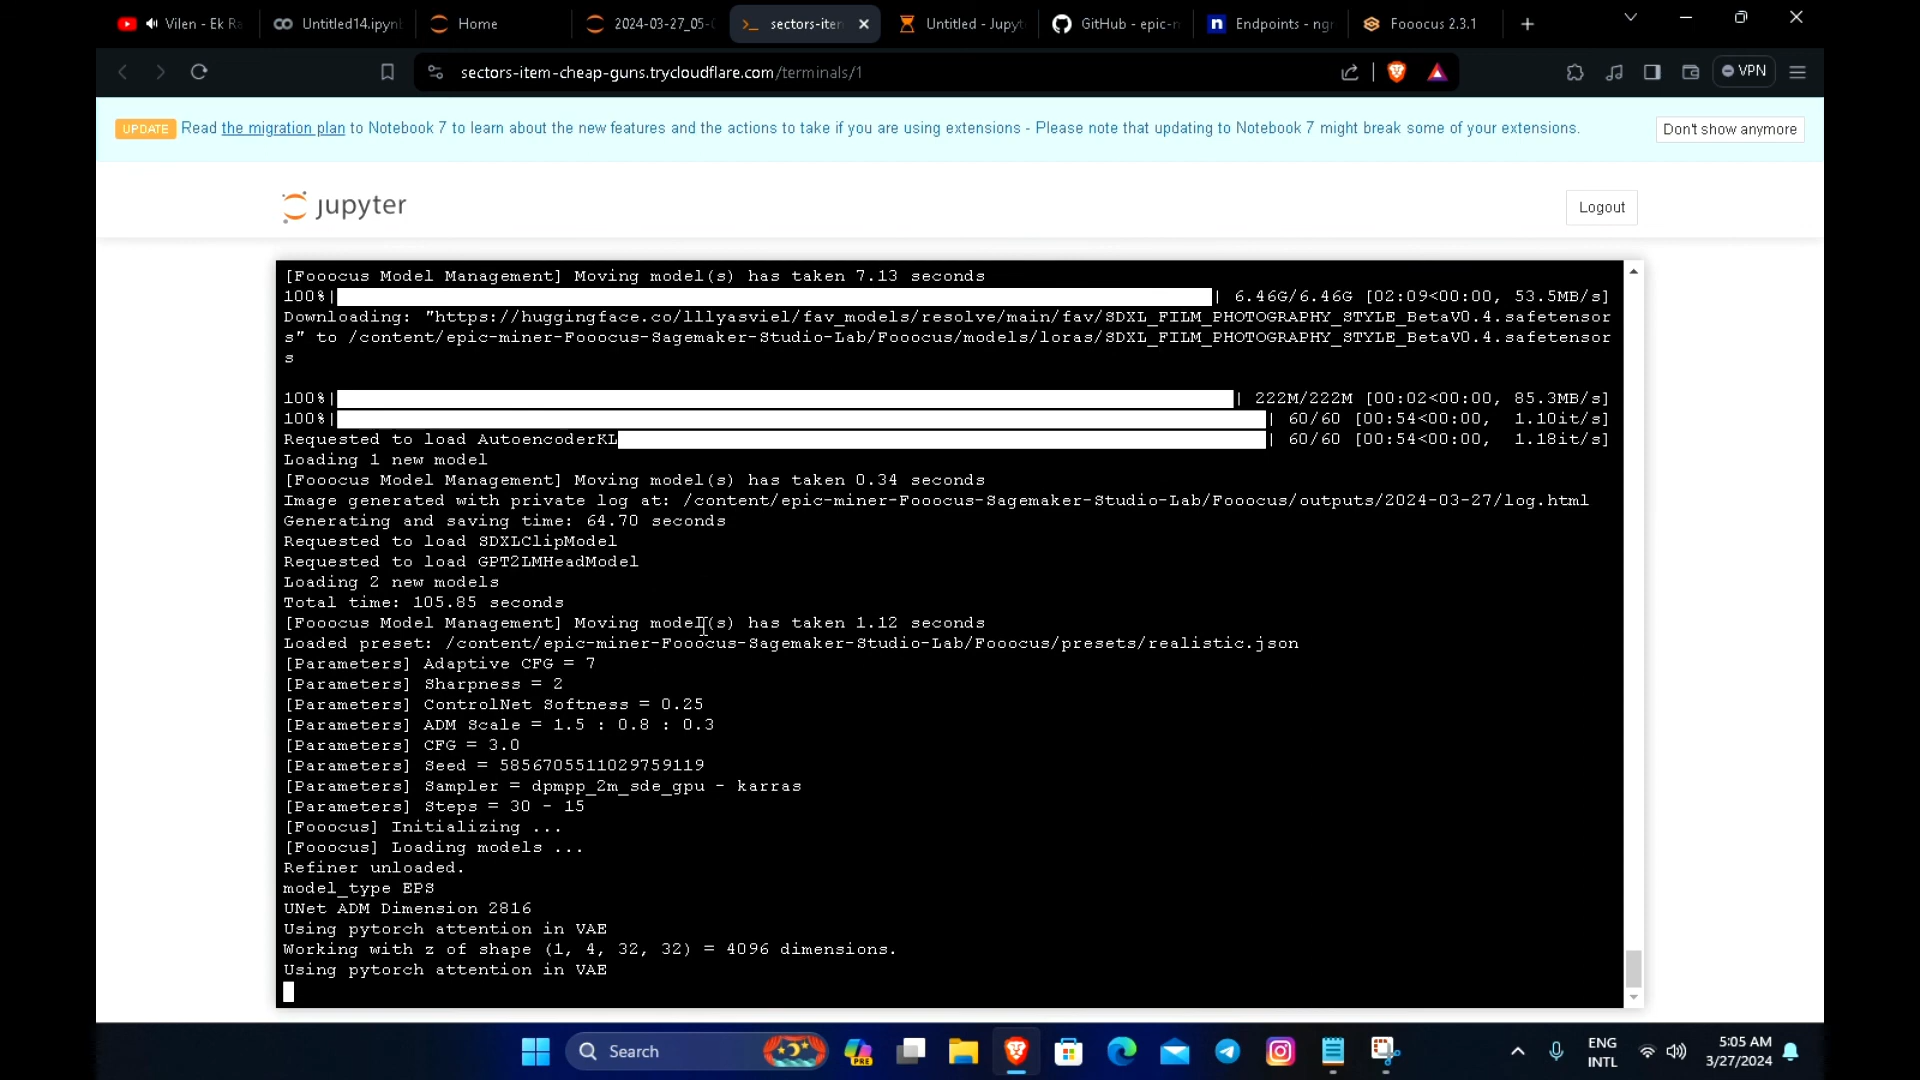 Vilen - Ek Ra
Untitled14.ipynb
Home
2024-03-27_05-
sectors-item
Untitled - Jupyt
GitHub - epic-m
Endpoints - ngr
Fooocus 2.3.1
sectors-item-cheap-guns.trycloudflare.com/terminals/1
VPN
UPDATE Read the migration plan to Notebook 7 to learn about the new features and the actions to take if you are using extensions - Please note that updating to Notebook 7 might break some of your extensions.
Don't show anymore
jupyter
Logout
[Fooocus Model Management] Moving model(s) has taken 7.13 seconds
100%| | 6.46G/6.46G [02:09<00:00, 53.5MB/s]
Downloading: "https://huggingface.co/lllyasviel/fav_models/resolve/main/fav/SDXL_FILM_PHOTOGRAPHY_STYLE_BetaV0.4.safetensor
s" to /content/epic-miner-Fooocus-Sagemaker-Studio-Lab/Fooocus/models/loras/SDXL_FILM_PHOTOGRAPHY_STYLE_BetaV0.4.safetensor
s
100%| | 222M/222M [00:02<00:00, 85.3MB/s]
100%| | 60/60 [00:54<00:00, 1.10it/s]
Requested to load AutoencoderKL | 60/60 [00:54<00:00, 1.18it/s]
Loading 1 new model
[Fooocus Model Management] Moving model(s) has taken 0.34 seconds
Image generated with private log at: /content/epic-miner-Fooocus-Sagemaker-Studio-Lab/Fooocus/outputs/2024-03-27/log.html
Generating and saving time: 64.70 seconds
Requested to load SDXLClipModel
Requested to load GPT2LMHeadModel
Loading 2 new models
Total time: 105.85 seconds
[Fooocus Model Management] Moving model(s) has taken 1.12 seconds
Loaded preset: /content/epic-miner-Fooocus-Sagemaker-Studio-Lab/Fooocus/presets/realistic.json
[Parameters] Adaptive CFG = 7
[Parameters] Sharpness = 2
[Parameters] ControlNet Softness = 0.25
[Parameters] ADM Scale = 1.5 : 0.8 : 0.3
[Parameters] CFG = 3.0
[Parameters] Seed = 5856705511029759119
[Parameters] Sampler = dpmpp_2m_sde_gpu - karras
[Parameters] Steps = 30 - 15
[Fooocus] Initializing ...
[Fooocus] Loading models ...
Refiner unloaded.
model_type EPS
UNet ADM Dimension 2816
Using pytorch attention in VAE
Working with z of shape (1, 4, 32, 32) = 4096 dimensions.
Using pytorch attention in VAE
Search
PRE
ENG
INTL
5:05 AM
3/27/2024